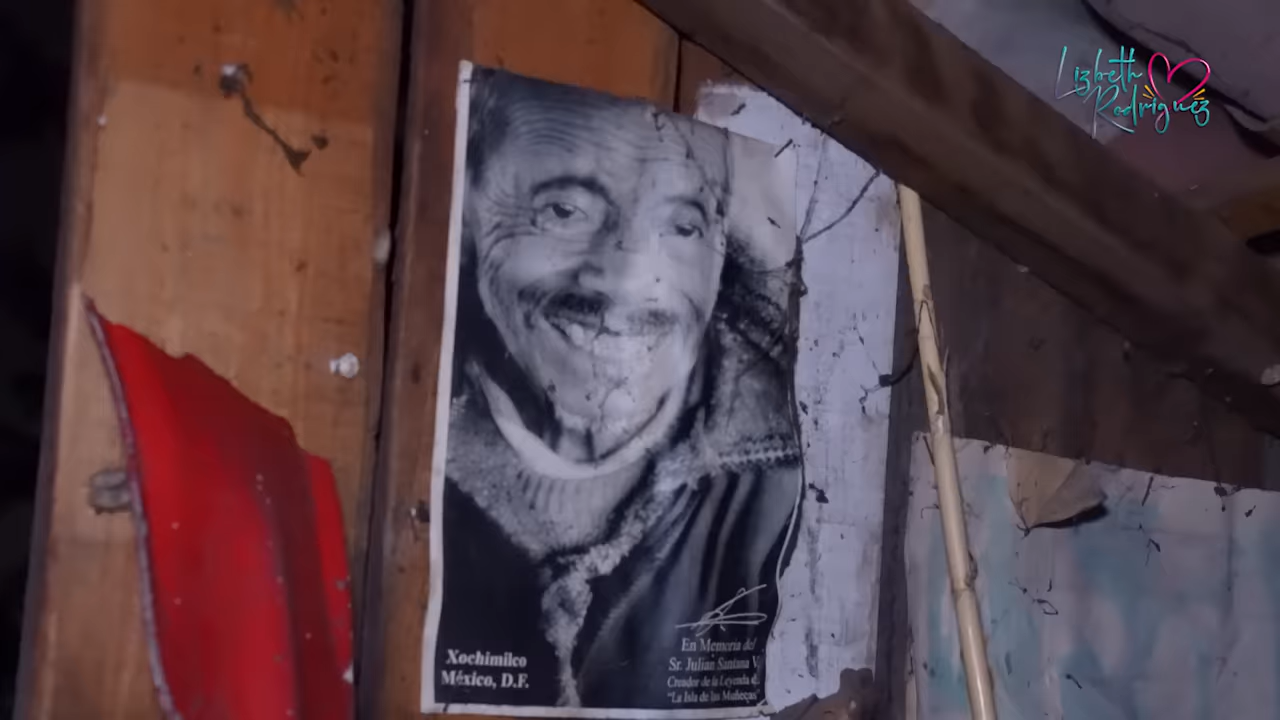 Lizbeth
Rodriguez
Xochimilco
México, D.F.
En Memoria del
Sr. Julian Santana V.
Creador de la Leyenda d
"La Isla de las Muñecas"